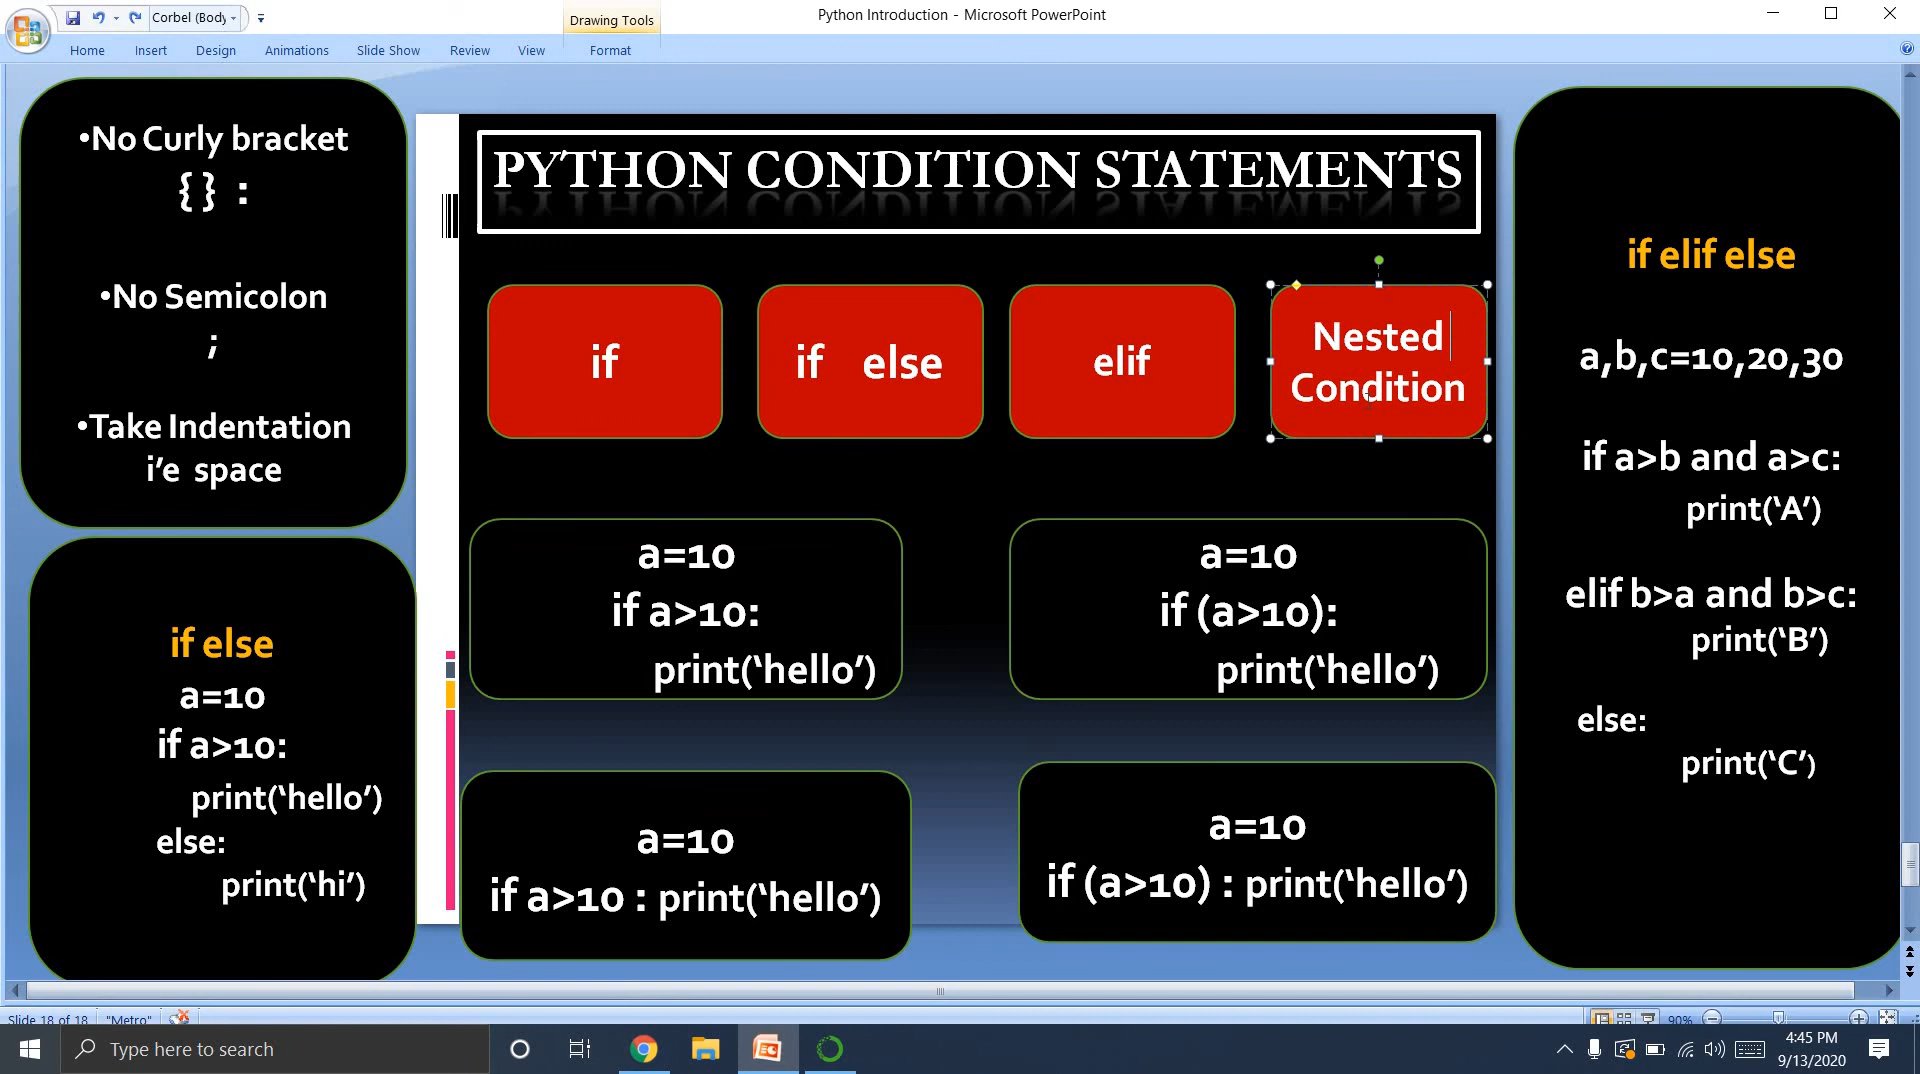 Corbel (Body
Drawing Tools
Python Introduction - Microsoft PowerPoint
Home Insert Design Animations Slide Show Review View Format
•No Curly bracket
{ } :
•No Semicolon
;
•Take Indentation
i’e space
PYTHON CONDITION STATEMENTS
if
if else
elif
Nested
Condition
a=10
if a>10:
print(‘hello’)
a=10
if (a>10):
print(‘hello’)
a=10
if a>10 : print(‘hello’)
a=10
if (a>10) : print(‘hello’)
if else
a=10
if a>10:
print(‘hello’)
else:
print(‘hi’)
if elif else
a,b,c=10,20,30
if a>b and a>c:
print(‘A’)
elif b>a and b>c:
print(‘B’)
else:
print(‘C’)
Slide 18 of 18 "Metro" 90%
Type here to search
4:45 PM
9/13/2020